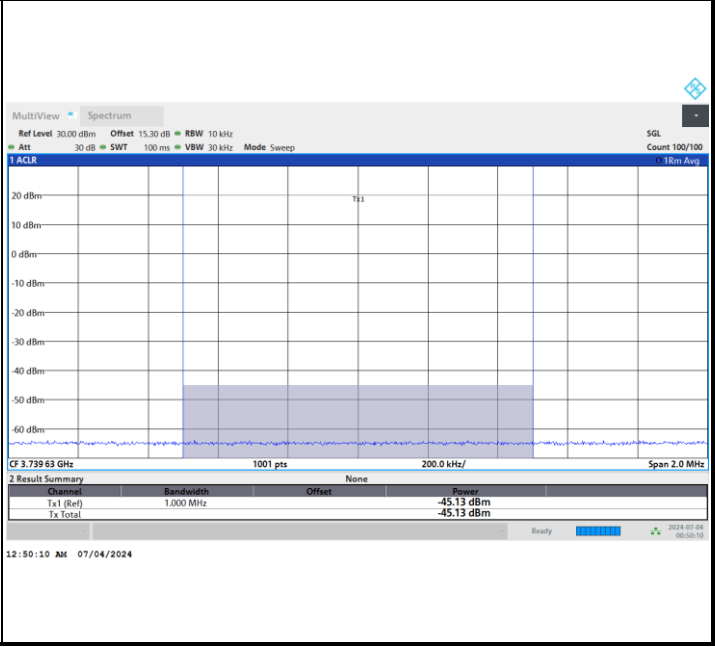 MultiView Spectrum
Ref Level 30.00 dBm Offset 15.30 dB RBW 10 kHz SGL
Att 30 dB SWT 100 ms VBW 30 kHz Mode Sweep Count 100/100
1 ACLR 1Rm Avg
Tx1
20 dBm
10 dBm
0 dBm
-10 dBm
-20 dBm
-30 dBm
-40 dBm
-50 dBm
-60 dBm
CF 3.739 63 GHz 1001 pts 200.0 kHz/ Span 2.0 MHz
2 Result Summary None
Channel Bandwidth Offset Power
Tx1 (Ref) 1.000 MHz -45.13 dBm
Tx Total -45.13 dBm
Ready 2024-07-04
00:50:10
12:50:10 AM 07/04/2024